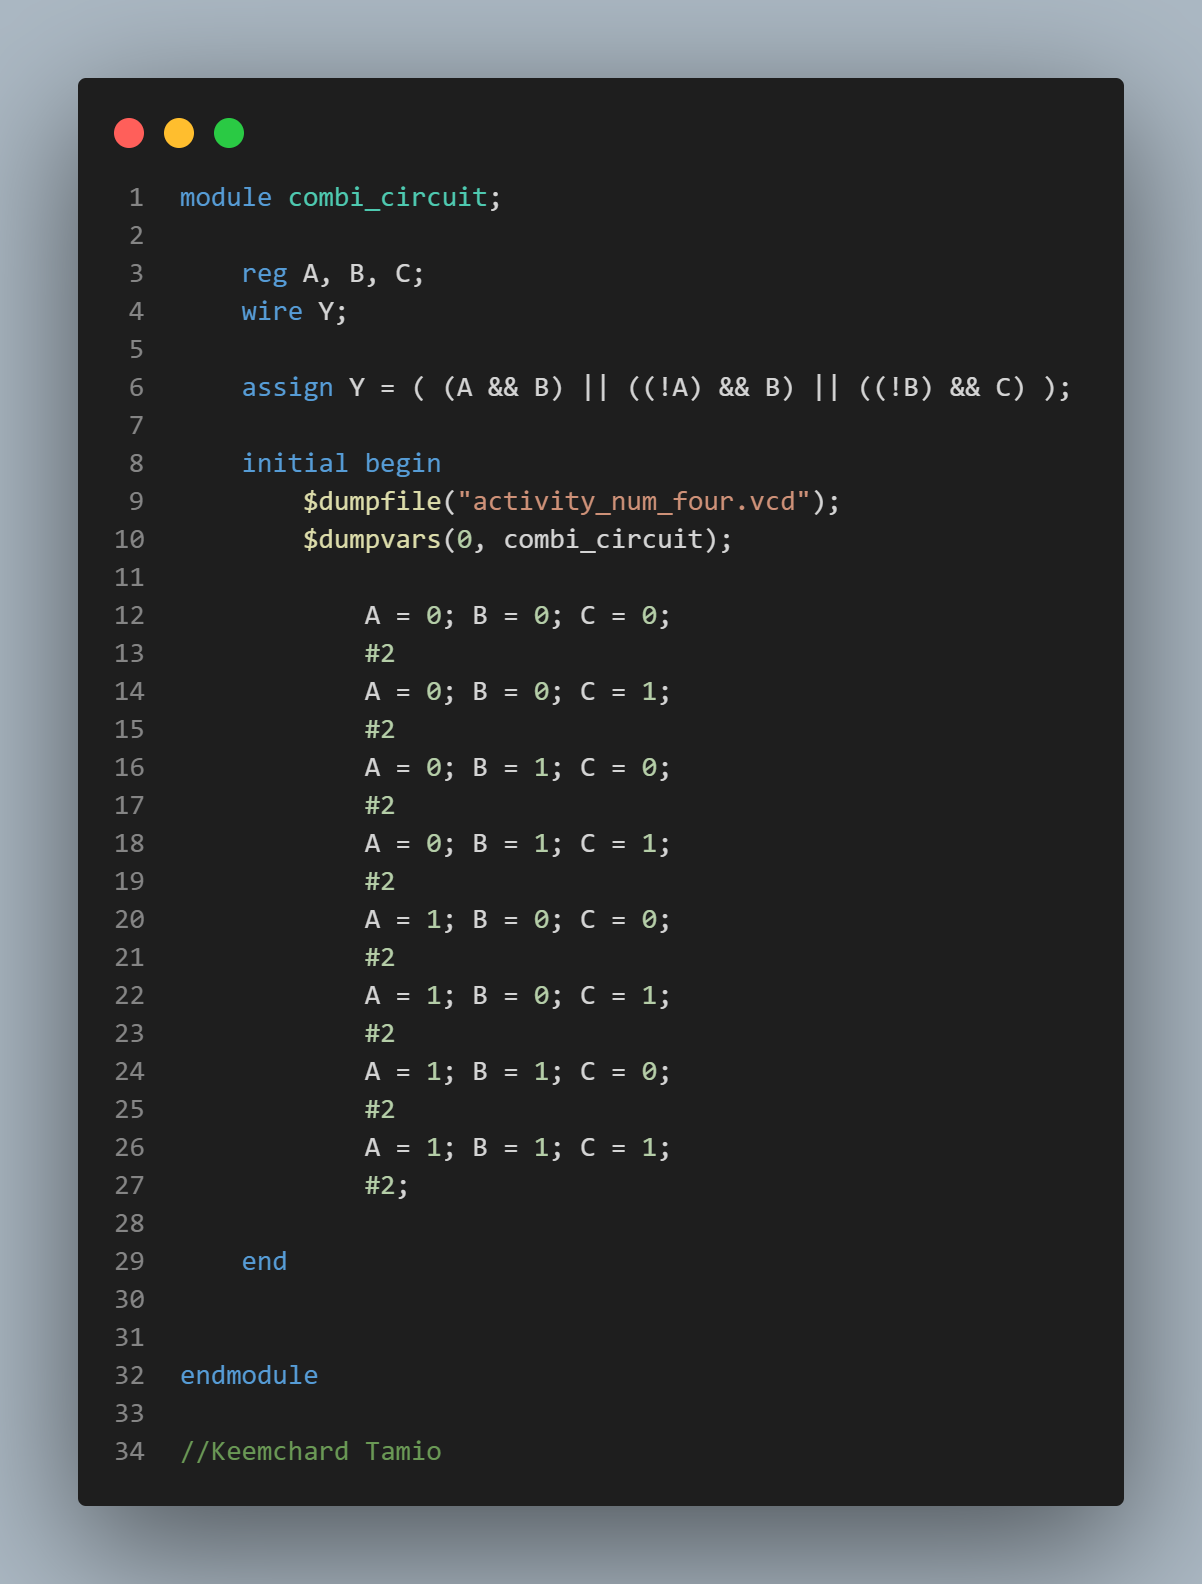 1 module combi_circuit;
2
3     reg A, B, C;
4     wire Y;
5
6     assign Y = ( (A && B) || ((!A) && B) || ((!B) && C) );
7
8     initial begin
9         $dumpfile("activity_num_four.vcd");
10         $dumpvars(0, combi_circuit);
11
12             A = 0; B = 0; C = 0;
13             #2
14             A = 0; B = 0; C = 1;
15             #2
16             A = 0; B = 1; C = 0;
17             #2
18             A = 0; B = 1; C = 1;
19             #2
20             A = 1; B = 0; C = 0;
21             #2
22             A = 1; B = 0; C = 1;
23             #2
24             A = 1; B = 1; C = 0;
25             #2
26             A = 1; B = 1; C = 1;
27             #2;
28
29     end
30
31
32 endmodule
33
34 //Keemchard Tamio